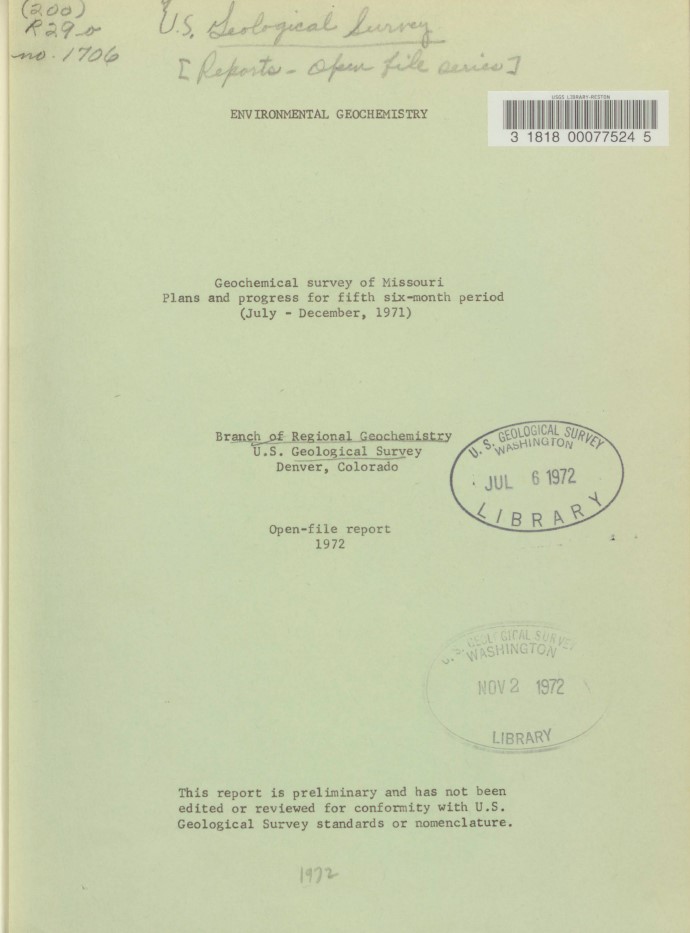 (200)
R29o
no. 1706
U.S. Geological Survey
[Reports - Open file series]
USGS LIBRARY-RESTON
3 1818 00077524 5
ENVIRONMENTAL GEOCHEMISTRY
Geochemical survey of Missouri
Plans and progress for fifth six-month period
(July - December, 1971)
Branch of Regional Geochemistry
U.S. Geological Survey
Denver, Colorado
U. S. GEOLOGICAL SURVEY
WASHINGTON
JUL 6 1972
LIBRARY
Open-file report
1972
U. S. GEOLOGICAL SURVEY
WASHINGTON
NOV 2 1972
LIBRARY
This report is preliminary and has not been
edited or reviewed for conformity with U.S.
Geological Survey standards or nomenclature.
1972